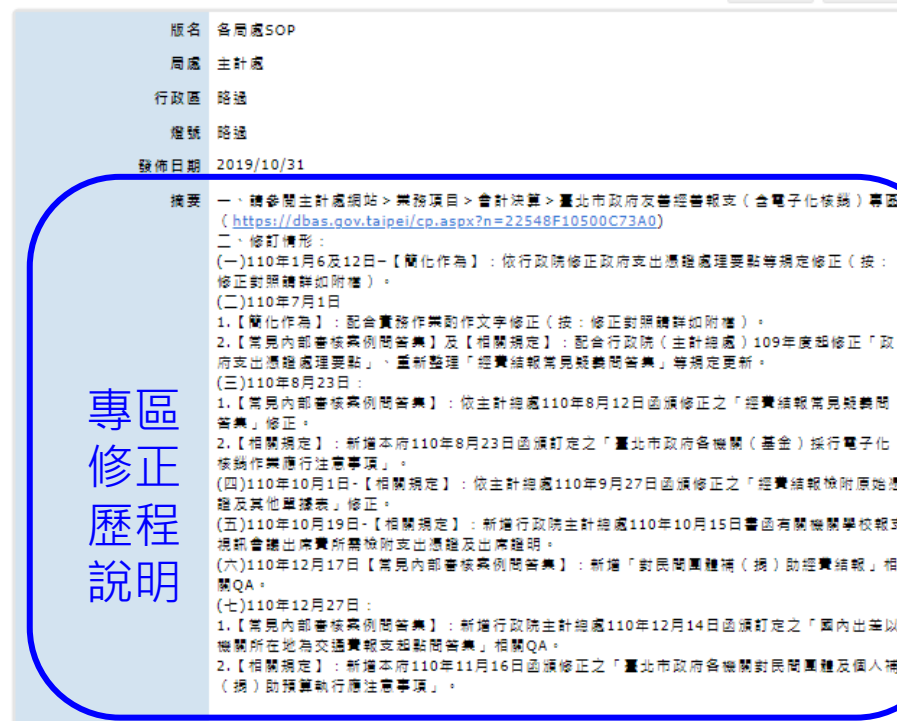 版名 各局處SOP
局處 主計處
行政區 略過
燈號 略過
發佈日期 2019/10/31
摘要 一、請參閱主計處網站>業務項目>會計決算>臺北市政府友善經善報支(含電子化核銷)專區
(https://dbas.gov.taipei/cp.aspx?n=22548F10500C73A0)
二、修訂情形:
(一)110年1月6及12日–【簡化作為】:依行政院修正政府支出憑證處理要點等規定修正(按:
修正對照請詳如附檔)。
(二)110年7月1日
1.【簡化作為】:配合實務作業酌作文字修正(按:修正對照請詳如附檔)。
2.【常見內部審核案例問答集】及【相關規定】:配合行政院(主計總處)109年度起修正「政
府支出憑證處理要點」、重新整理「經費結報常見疑義問答集」等規定更新。
(三)110年8月23日:
1.【常見內部審核案例問答集】:依主計總處110年8月12日函頒修正之「經費結報常見疑義問
答集」修正。
2.【相關規定】:新增本府110年8月23日函頒訂定之「臺北市政府各機關(基金)採行電子化
核銷作業應行注意事項」。
(四)110年10月1日-【相關規定】:依主計總處110年9月27日函頒修正之「經費結報檢附原始憑
證及其他單據表」修正。
(五)110年10月19日-【相關規定】:新增行政院主計總處110年10月15日書函有關機關學校報支
視訊會議出席費所需檢附支出憑證及出席證明。
(六)110年12月17日【常見內部審核案例問答集】:新增「對民間團體補(捐)助經費結報」相
關QA。
(七)110年12月27日:
1.【常見內部審核案例問答集】:新增行政院主計總處110年12月14日函頒訂定之「國內出差以
機關所在地為交通費報支起點問答集」相關QA。
2.【相關規定】:新增本府110年11月16日函頒修正之「臺北市政府各機關對民間團體及個人補
(捐)助預算執行應注意事項」。
專區
修正
歷程
說明